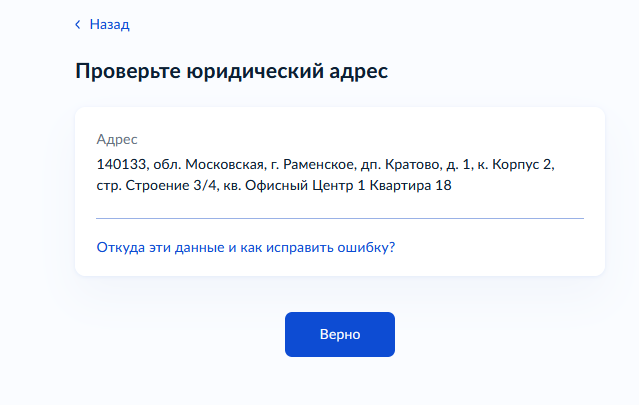 Назад
Проверьте юридический адрес
Адрес
140133, обл. Московская, г. Раменское, дп. Кратово, д. 1, к. Корпус 2,
стр. Строение 3/4, кв. Офисный Центр 1 Квартира 18
Откуда эти данные и как исправить ошибку?
Верно